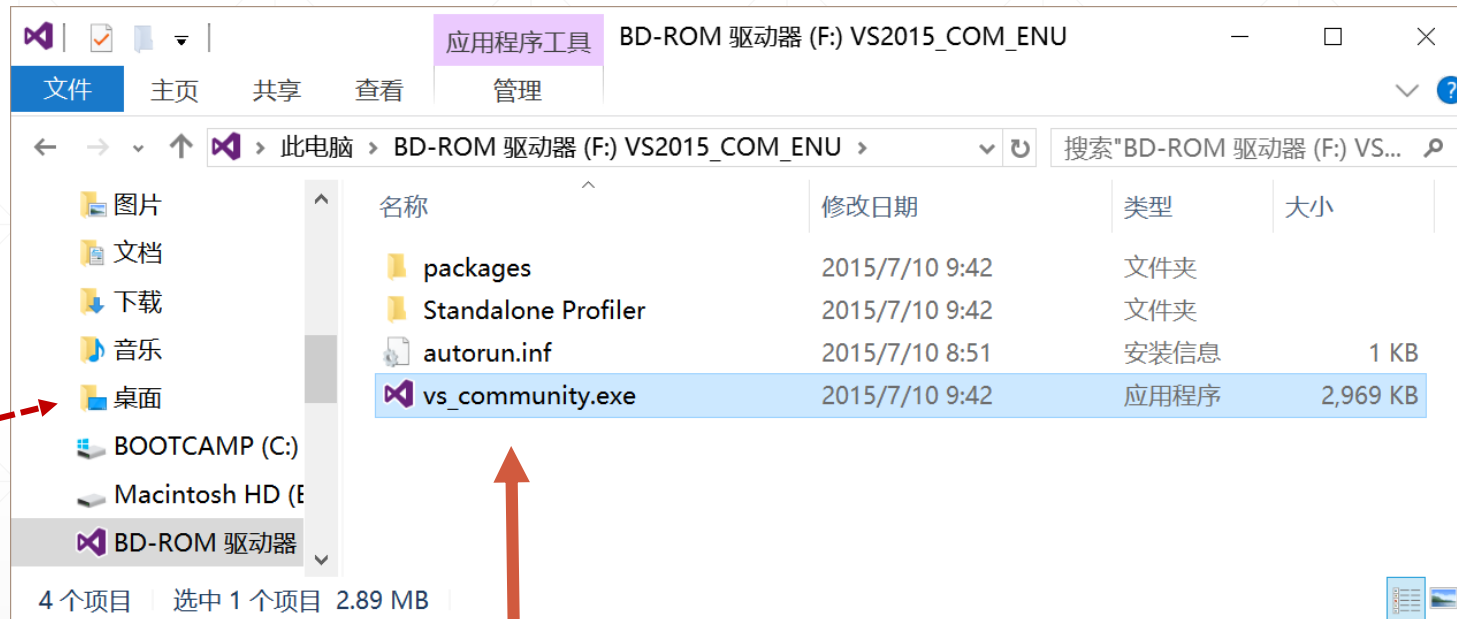 应用程序工具 BD-ROM 驱动器 (F:) VS2015_COM_ENU
文件 主页 共享 查看 管理
此电脑 > BD-ROM 驱动器 (F:) VS2015_COM_ENU > 搜索"BD-ROM 驱动器 (F:) VS...
名称 修改日期 类型 大小
图片
文档
下载
音乐
桌面
BOOTCAMP (C:)
Macintosh HD (E
BD-ROM 驱动器
packages 2015/7/10 9:42 文件夹
Standalone Profiler 2015/7/10 9:42 文件夹
autorun.inf 2015/7/10 8:51 安装信息 1 KB
vs_community.exe 2015/7/10 9:42 应用程序 2,969 KB
4 个项目 选中 1 个项目 2.89 MB